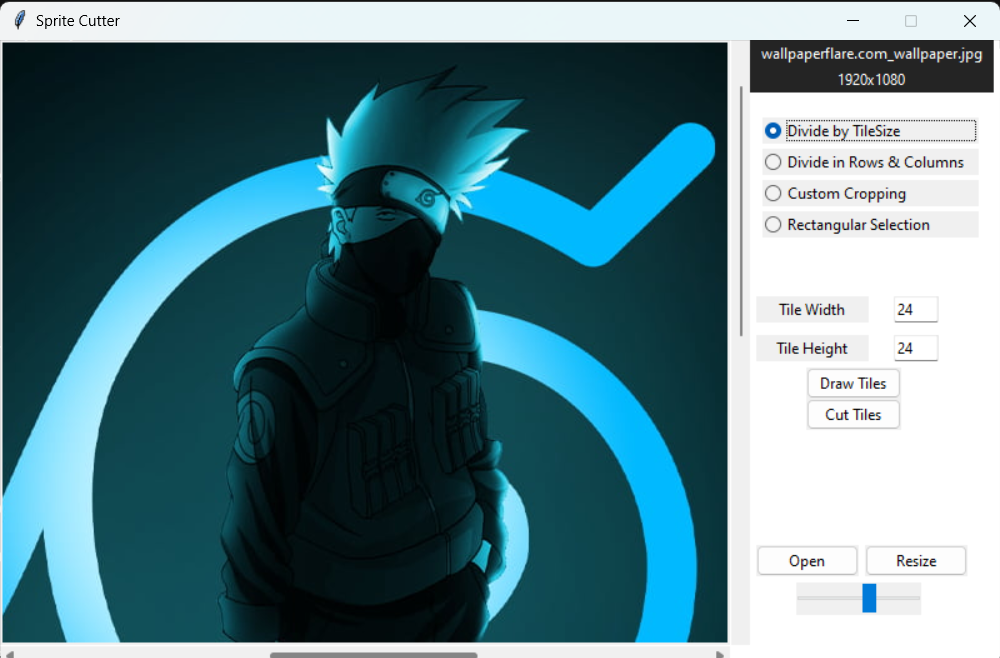 Sprite Cutter
wallpaperflare.com_wallpaper.jpg
1920x1080
Divide by TileSize
Divide in Rows & Columns
Custom Cropping
Rectangular Selection
Tile Width 24
Tile Height 24
Draw Tiles
Cut Tiles
Open Resize